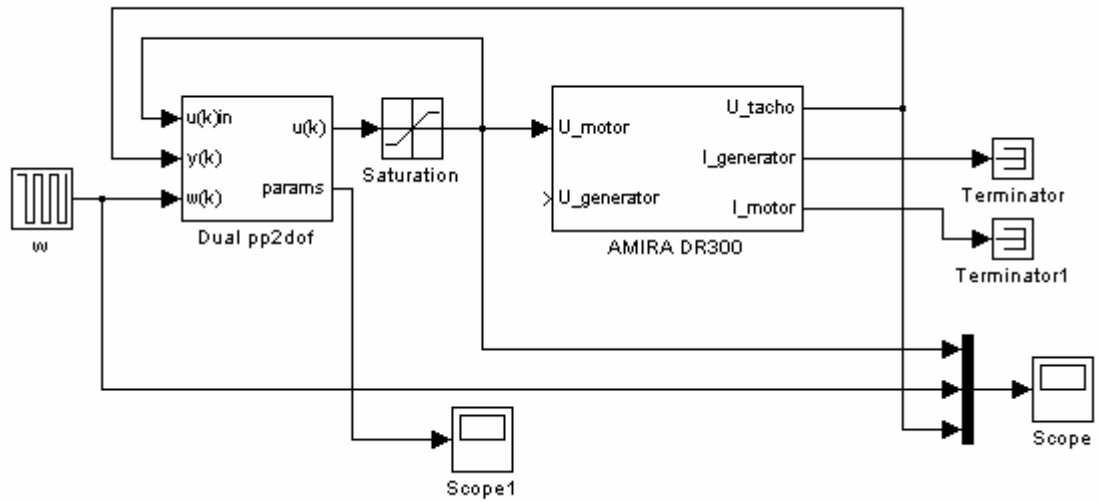 u(k)in
y(k)
w(k)
u(k)
params
Dual pp2dof
w
Saturation
U_motor
U_generator
U_tacho
I_generator
I_motor
AMIRA DR300
Terminator
Terminator1
Scope
Scope1